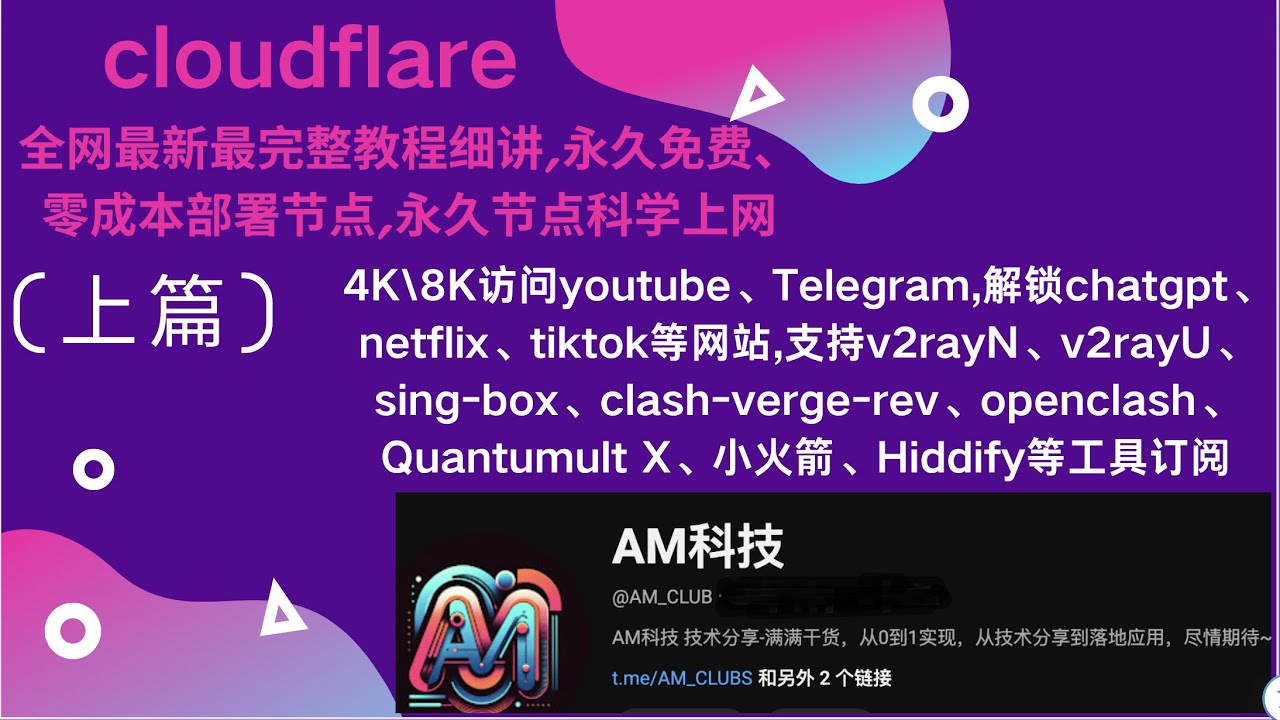 cloudflare
全网最新最完整教程细讲,永久免费、
零成本部署节点,永久节点科学上网
(上篇)
4K\8K访问youtube、Telegram,解锁chatgpt、
netflix、tiktok等网站,支持v2rayN、v2rayU、
sing-box、clash-verge-rev、openclash、
Quantumult X、小火箭、Hiddify等工具订阅
AM
AM科技
@AM_CLUB ·
AM科技 技术分享-满满干货，从0到1实现，从技术分享到落地应用，尽情期待~
t.me/AM_CLUBS 和另外 2 个链接